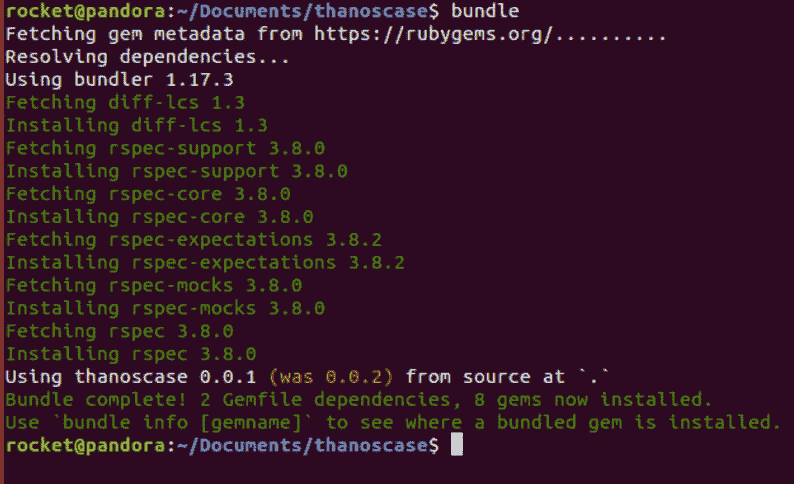 rocket@pandora:~/Documents/thanoscase$ bundle
Fetching gem metadata from https://rubygems.org/..........
Resolving dependencies...
Using bundler 1.17.3
Fetching diff-lcs 1.3
Installing diff-lcs 1.3
Fetching rspec-support 3.8.0
Installing rspec-support 3.8.0
Fetching rspec-core 3.8.0
Installing rspec-core 3.8.0
Fetching rspec-expectations 3.8.2
Installing rspec-expectations 3.8.2
Fetching rspec-mocks 3.8.0
Installing rspec-mocks 3.8.0
Fetching rspec 3.8.0
Installing rspec 3.8.0
Using thanoscase 0.0.1 (was 0.0.2) from source at `.`
Bundle complete! 2 Gemfile dependencies, 8 gems now installed.
Use `bundle info [gemname]` to see where a bundled gem is installed.
rocket@pandora:~/Documents/thanoscase$